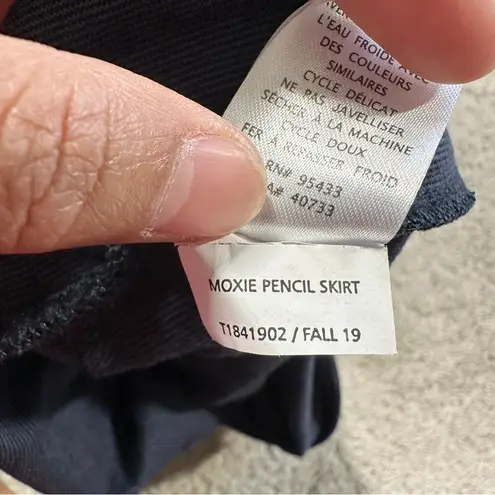 L'EAU FROIDE AVEC
DES COULEURS
SIMILAIRES
CYCLE DÉLICAT
NE PAS JAVELLISER
SÉCHER À LA MACHINE
CYCLE DOUX
FER À REPASSER FROID
RN# 95433
CA# 40733
MOXIE PENCIL SKIRT
T1841902 / FALL 19